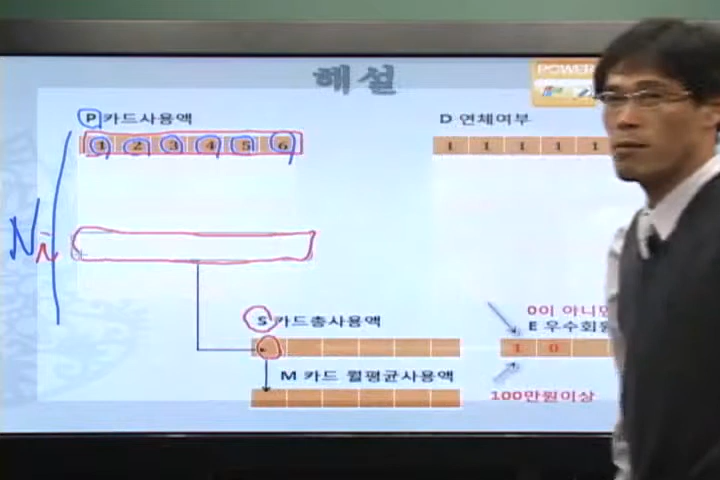 해설
POWER
P 카드사용액
D 연체여부
1 2 3 4 5 6
1 1 1 1 1
N
i
S 카드총사용액
0이 아니면
E 우수회원
1 0
M 카드 월평균사용액
100만원이상